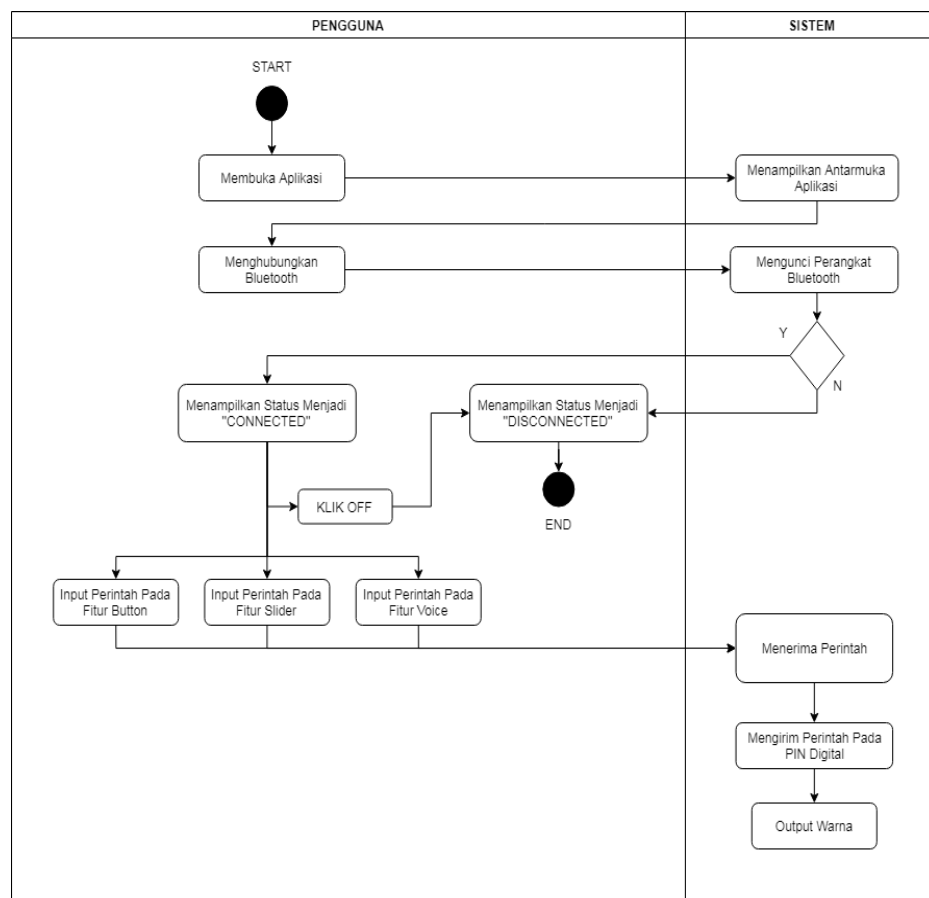 PENGGUNA
SISTEM
START
Membuka Aplikasi
Menampilkan Antarmuka
Aplikasi
Menghubungkan
Bluetooth
Mengunci Perangkat
Bluetooth
Y
N
Menampilkan Status Menjadi
"CONNECTED"
Menampilkan Status Menjadi
"DISCONNECTED"
KLIK OFF
END
Input Perintah Pada
Fitur Button
Input Perintah Pada
Fitur Slider
Input Perintah Pada
Fitur Voice
Menerima Perintah
Mengirim Perintah Pada
PIN Digital
Output Warna